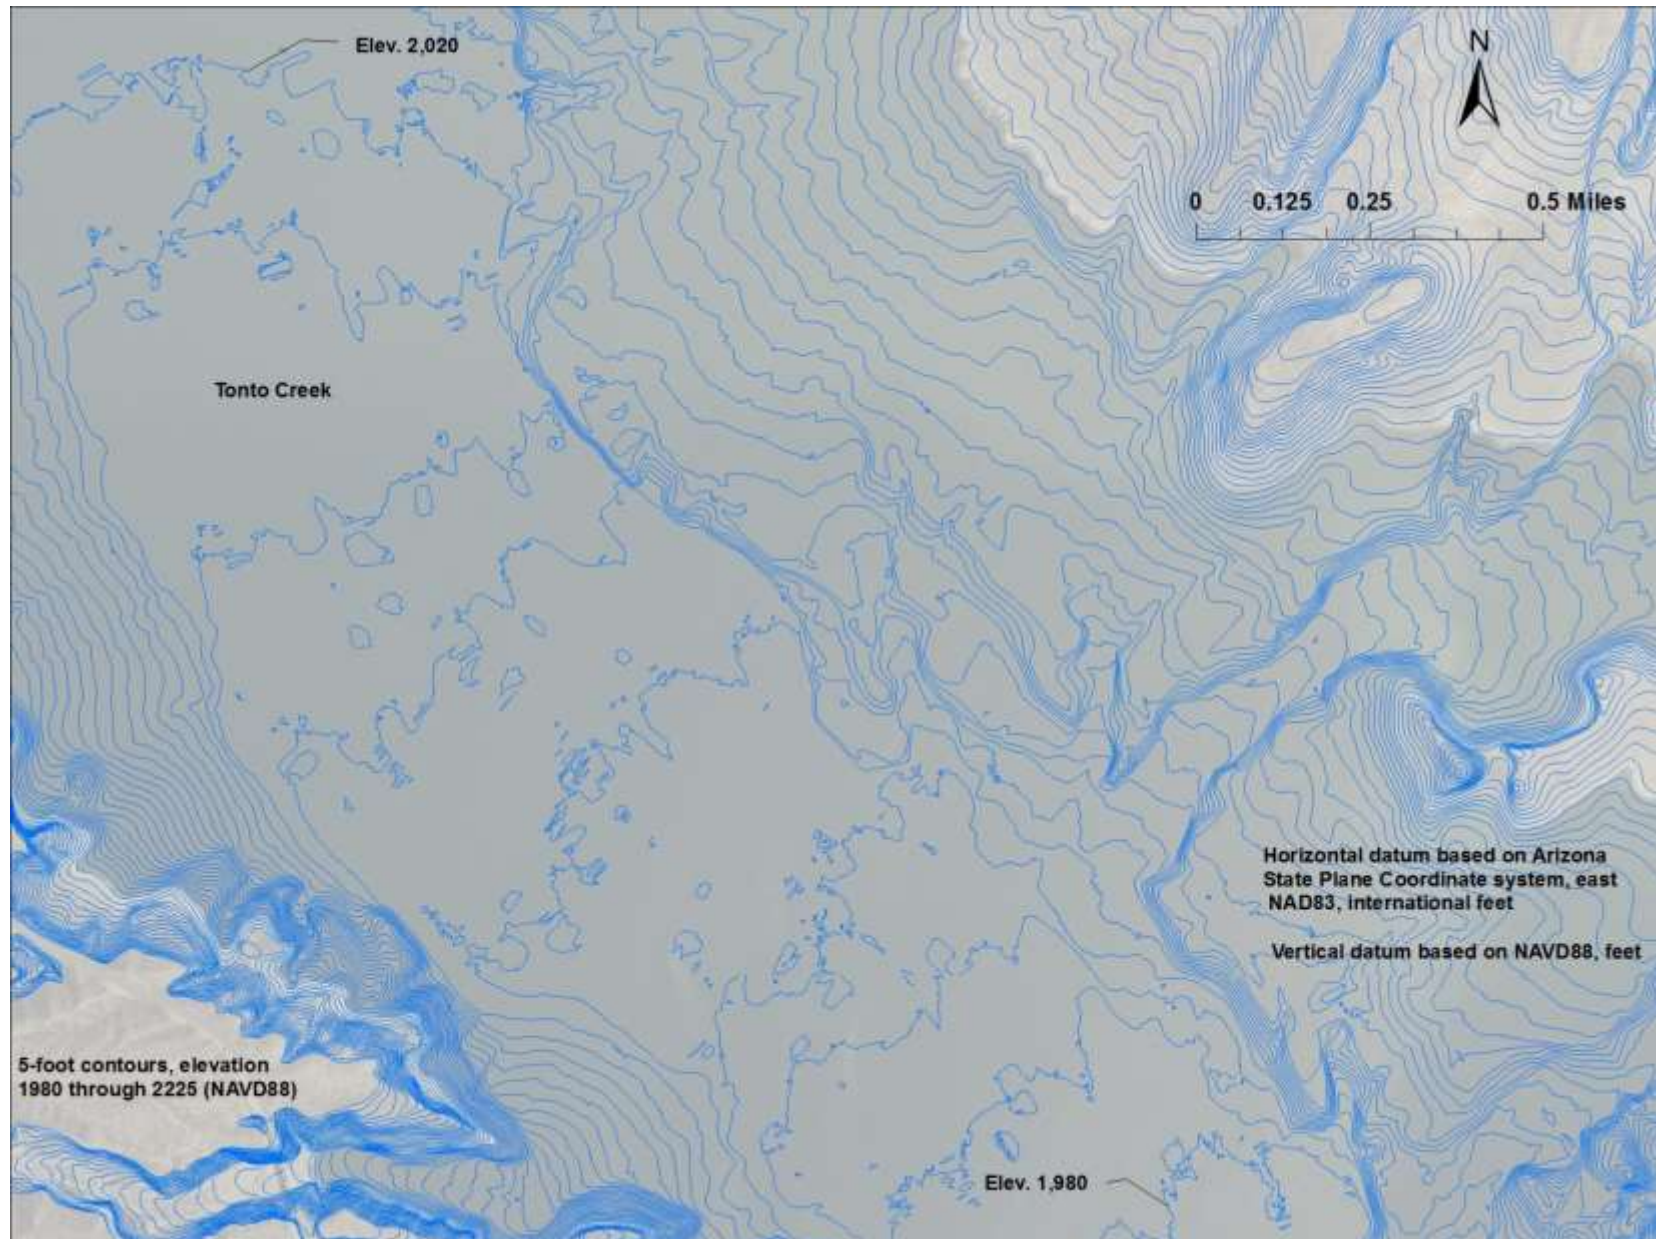 Elev. 2,020
N
0 0.125 0.25 0.5 Miles
Tonto Creek
Horizontal datum based on Arizona
State Plane Coordinate system, east
NAD83, international feet
Vertical datum based on NAVD88, feet
5-foot contours, elevation
1980 through 2225 (NAVD88)
Elev. 1,980